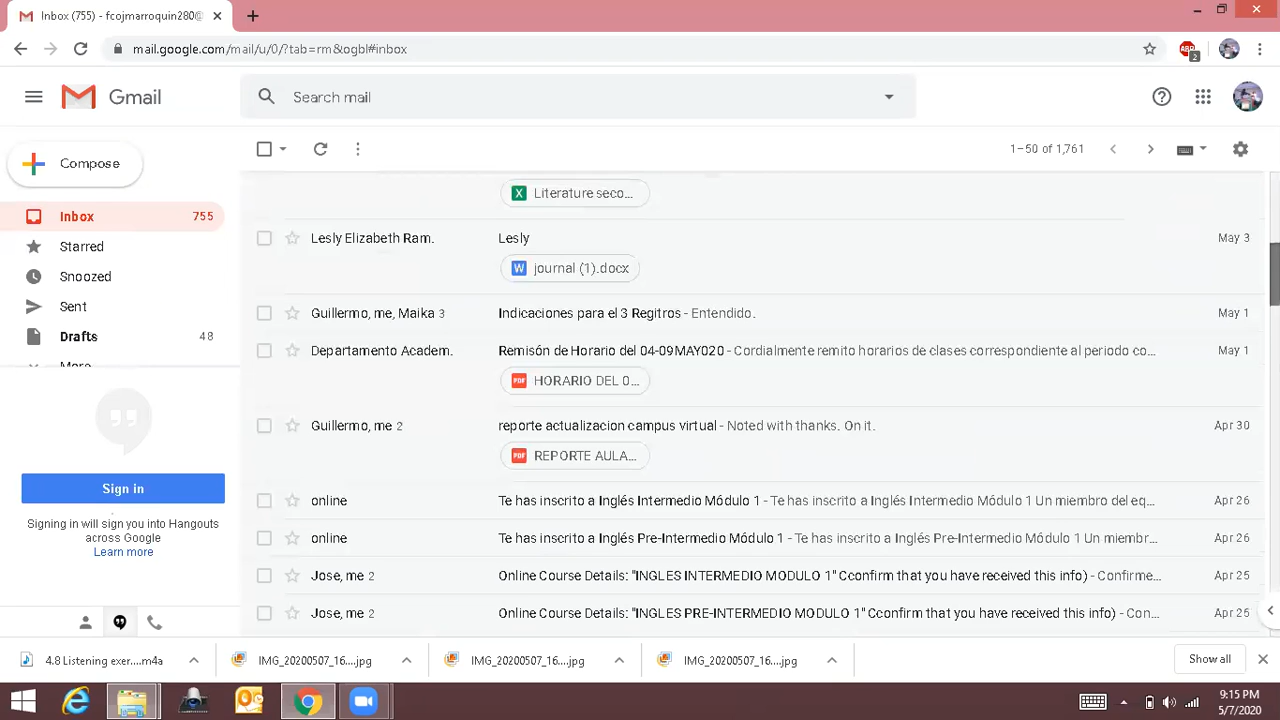 Inbox (755) - fcojmarroquin280@
mail.google.com/mail/u/0/?tab=rm&ogbl#inbox
ABP
2
Gmail
Search mail
Compose
1–50 of 1,761
Inbox 755
Starred
Snoozed
Sent
Drafts 48
More
Literature seco...
Lesly Elizabeth Ram. Lesly May 3
journal (1).docx
Guillermo, me, Maika 3 Indicaciones para el 3 Regitros - Entendido. May 1
Departamento Academ. Remisón de Horario del 04-09MAY020 - Cordialmente remito horarios de clases correspondiente al periodo co... May 1
PDF HORARIO DEL 0...
Guillermo, me 2 reporte actualizacion campus virtual - Noted with thanks. On it. Apr 30
PDF REPORTE AULA...
online Te has inscrito a Inglés Intermedio Módulo 1 - Te has inscrito a Inglés Intermedio Módulo 1 Un miembro del eq... Apr 26
online Te has inscrito a Inglés Pre-Intermedio Módulo 1 - Te has inscrito a Inglés Pre-Intermedio Módulo 1 Un miembr... Apr 26
Jose, me 2 Online Course Details: "INGLES INTERMEDIO MODULO 1" Cconfirm that you have received this info) - Confirme... Apr 25
Jose, me 2 Online Course Details: "INGLES PRE-INTERMEDIO MODULO 1" Cconfirm that you have received this info) - Con... Apr 25
Sign in
Signing in will sign you into Hangouts
across Google
Learn more
4.8 Listening exer....m4a
IMG_20200507_16....jpg
IMG_20200507_16....jpg
IMG_20200507_16....jpg
Show all
9:15 PM
5/7/2020